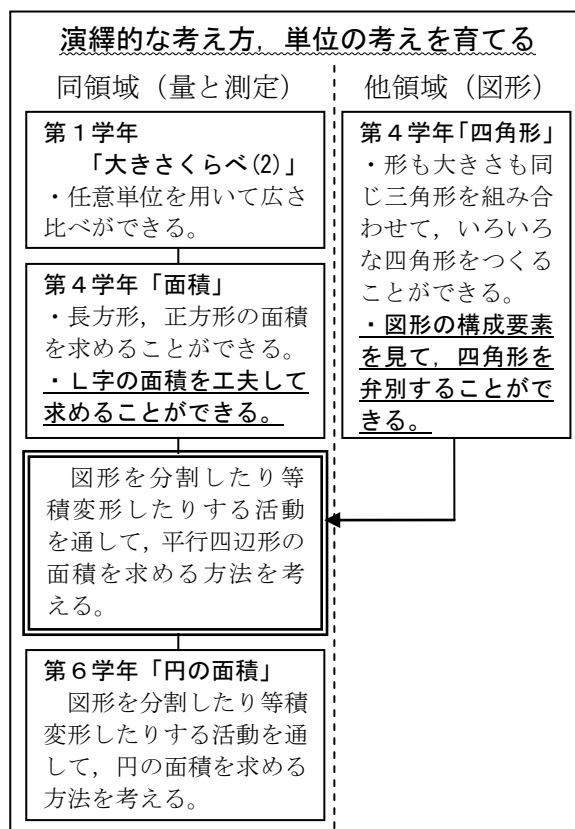 演繹的な考え方，単位の考えを育てる
同領域（量と測定）
第１学年
「大きさくらべ(2)」
・任意単位を用いて広さ
比べができる。
第４学年「面積」
・長方形，正方形の面積
を求めることができる。
・Ｌ字の面積を工夫して
求めることができる。
図形を分割したり等
積変形したりする活動
を通して，平行四辺形の
面積を求める方法を考
える。
第６学年「円の面積」
図形を分割したり等積
変形したりする活動を通
して，円の面積を求める
方法を考える。
他領域（図形）
第４学年「四角形」
・形も大きさも同
じ三角形を組み合
わせて，いろいろ
な四角形をつくる
ことができる。
・図形の構成要素
を見て，四角形を
弁別することがで
きる。